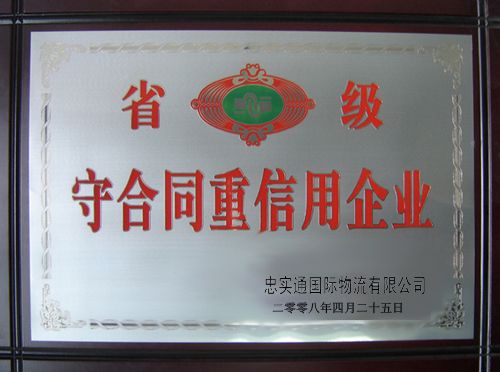 省级
守合同重信用企业
忠实通国际物流有限公司
二零零八年四月二十五日